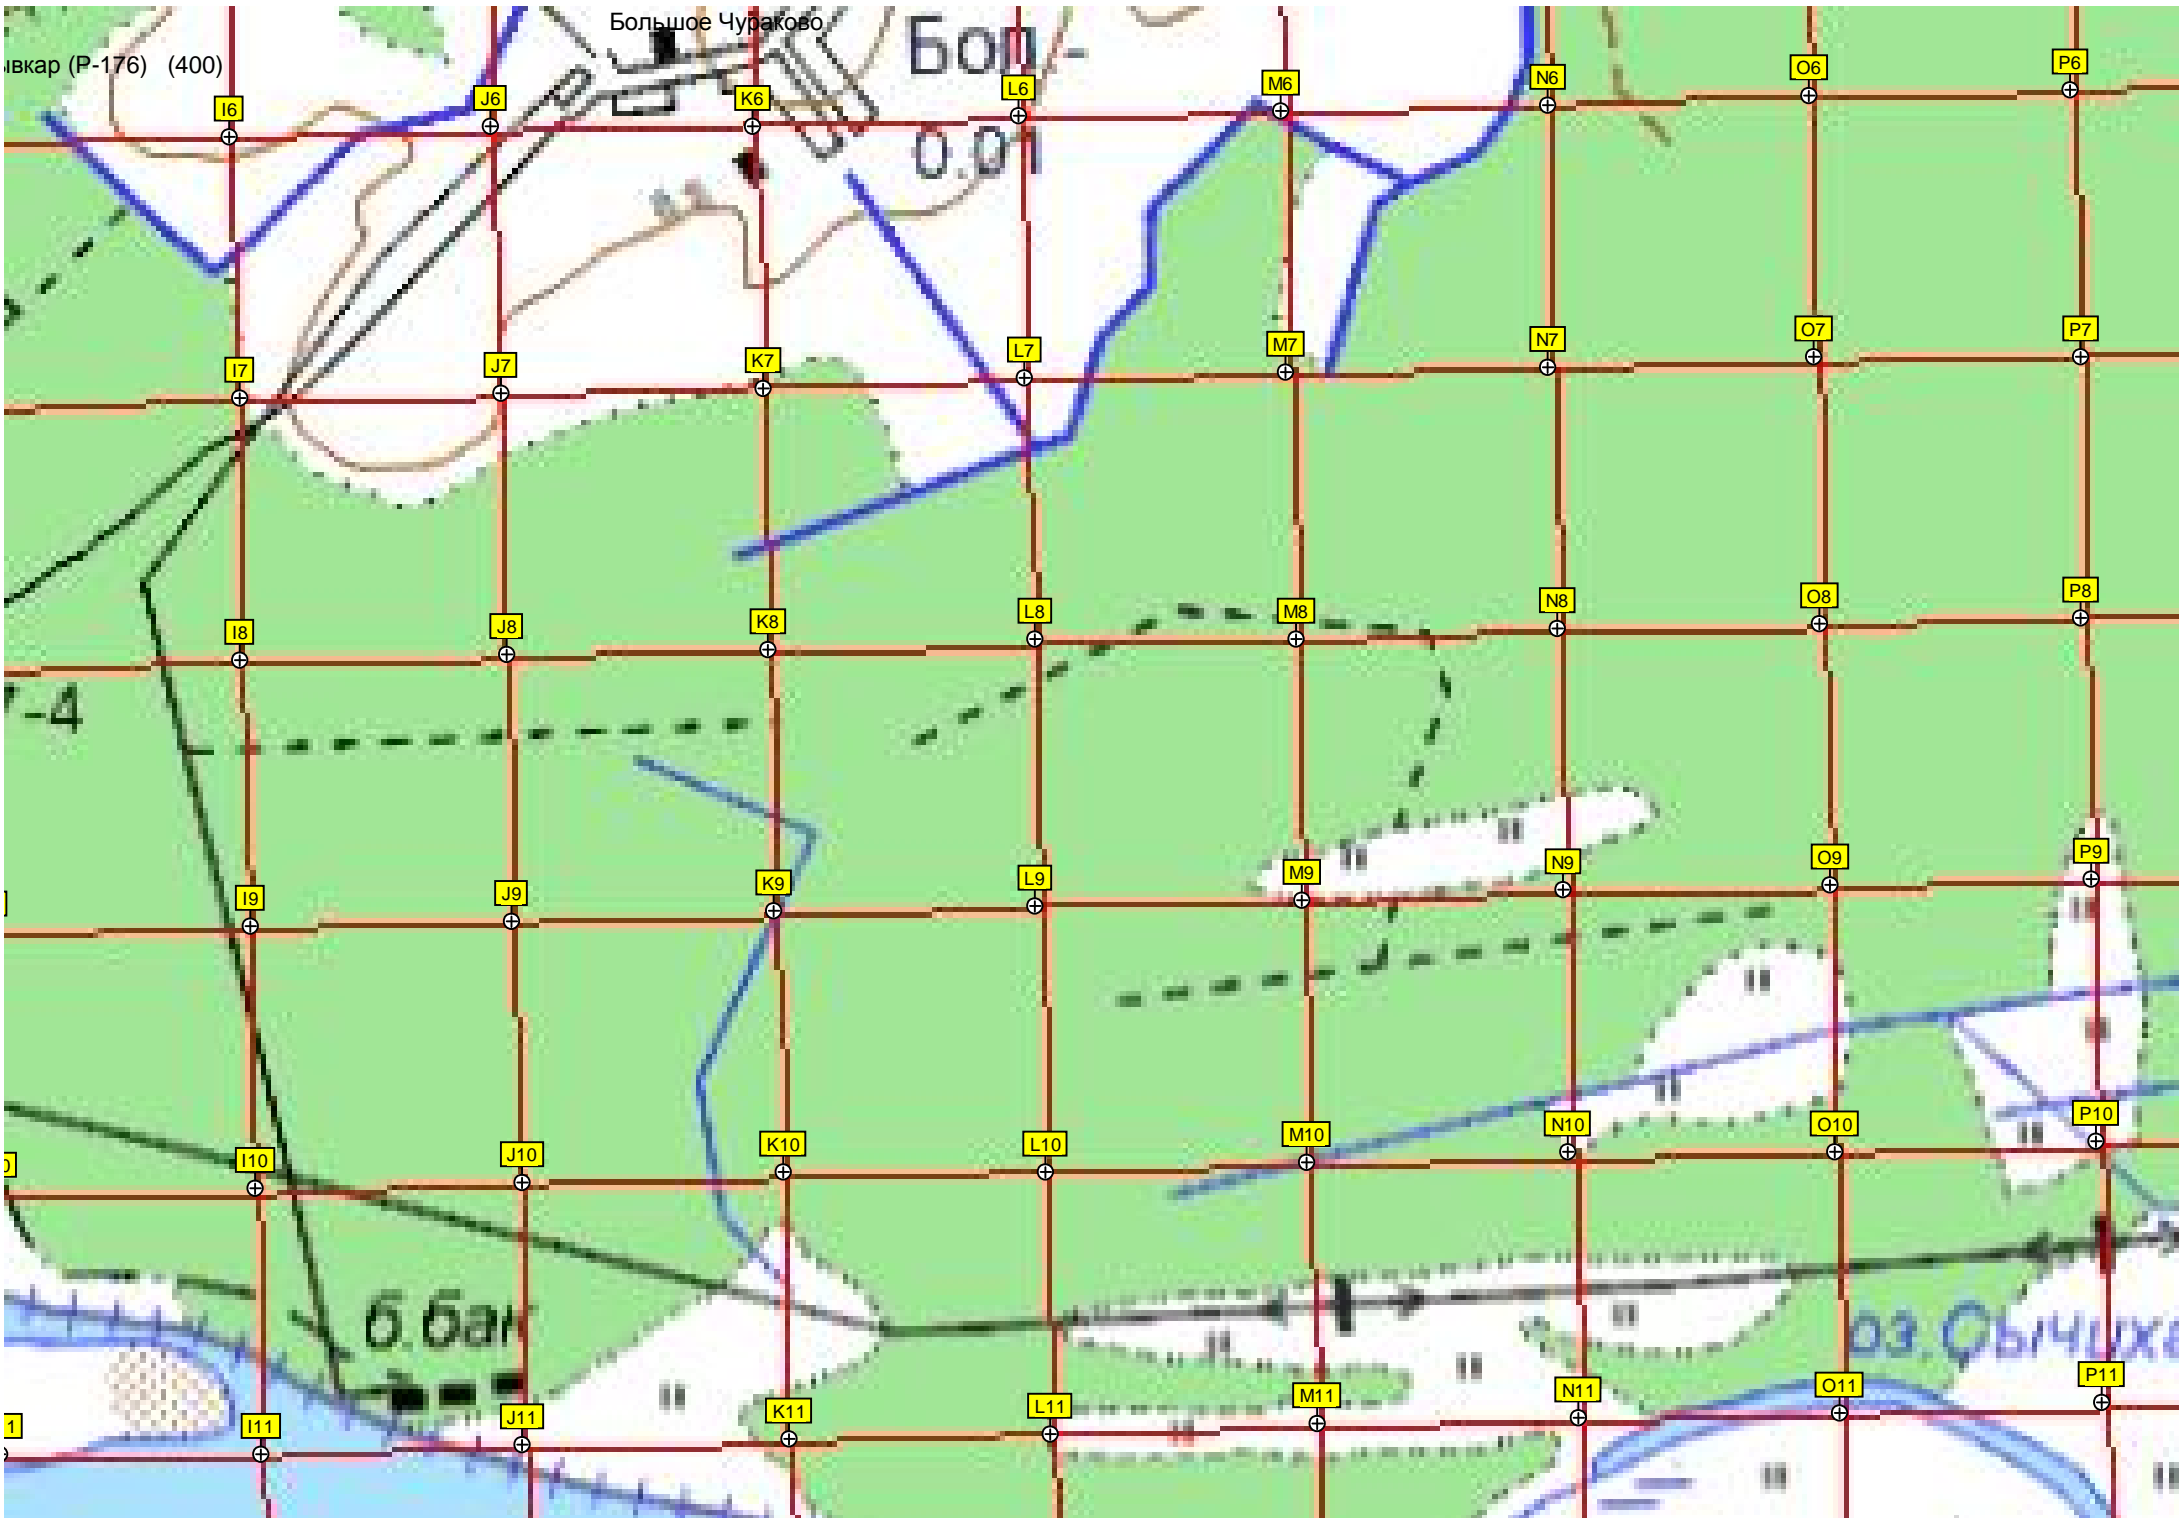 Большое Чураково
Бол -
ывкар (Р-176) (400)
0.01
I6 J6 K6 L6 M6 N6 O6 P6
I7 J7 K7 L7 M7 N7 O7 P7
I8 J8 K8 L8 M8 N8 O8 P8
-4
I9 J9 K9 L9 M9 N9 O9 P9
I10 J10 K10 L10 M10 N10 O10 P10
б.бак
оз.Сычиха
I11 J11 K11 L11 M11 N11 O11 P11